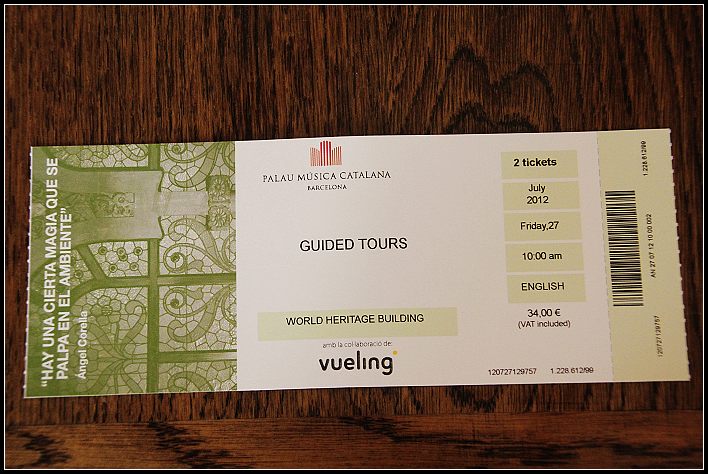 "HAY UNA CIERTA MAGIA QUE SE
PALPA EN EL AMBIENTE"
Àngel Corella
PALAU MÚSICA CATALANA
BARCELONA
GUIDED TOURS
WORLD HERITAGE BUILDING
amb la col·laboració de:
vueling
2 tickets
July
2012
Friday,27
10:00 am
ENGLISH
34,00 €
(VAT included)
120727129757 1.228 612/99
1.228 612/99
AN 27 07 12 10 00 002
120727129757